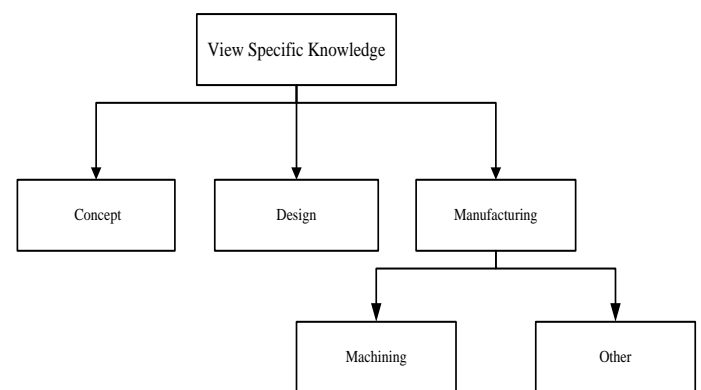 View Specific Knowledge
Concept
Design
Manufacturing
Machining
Other